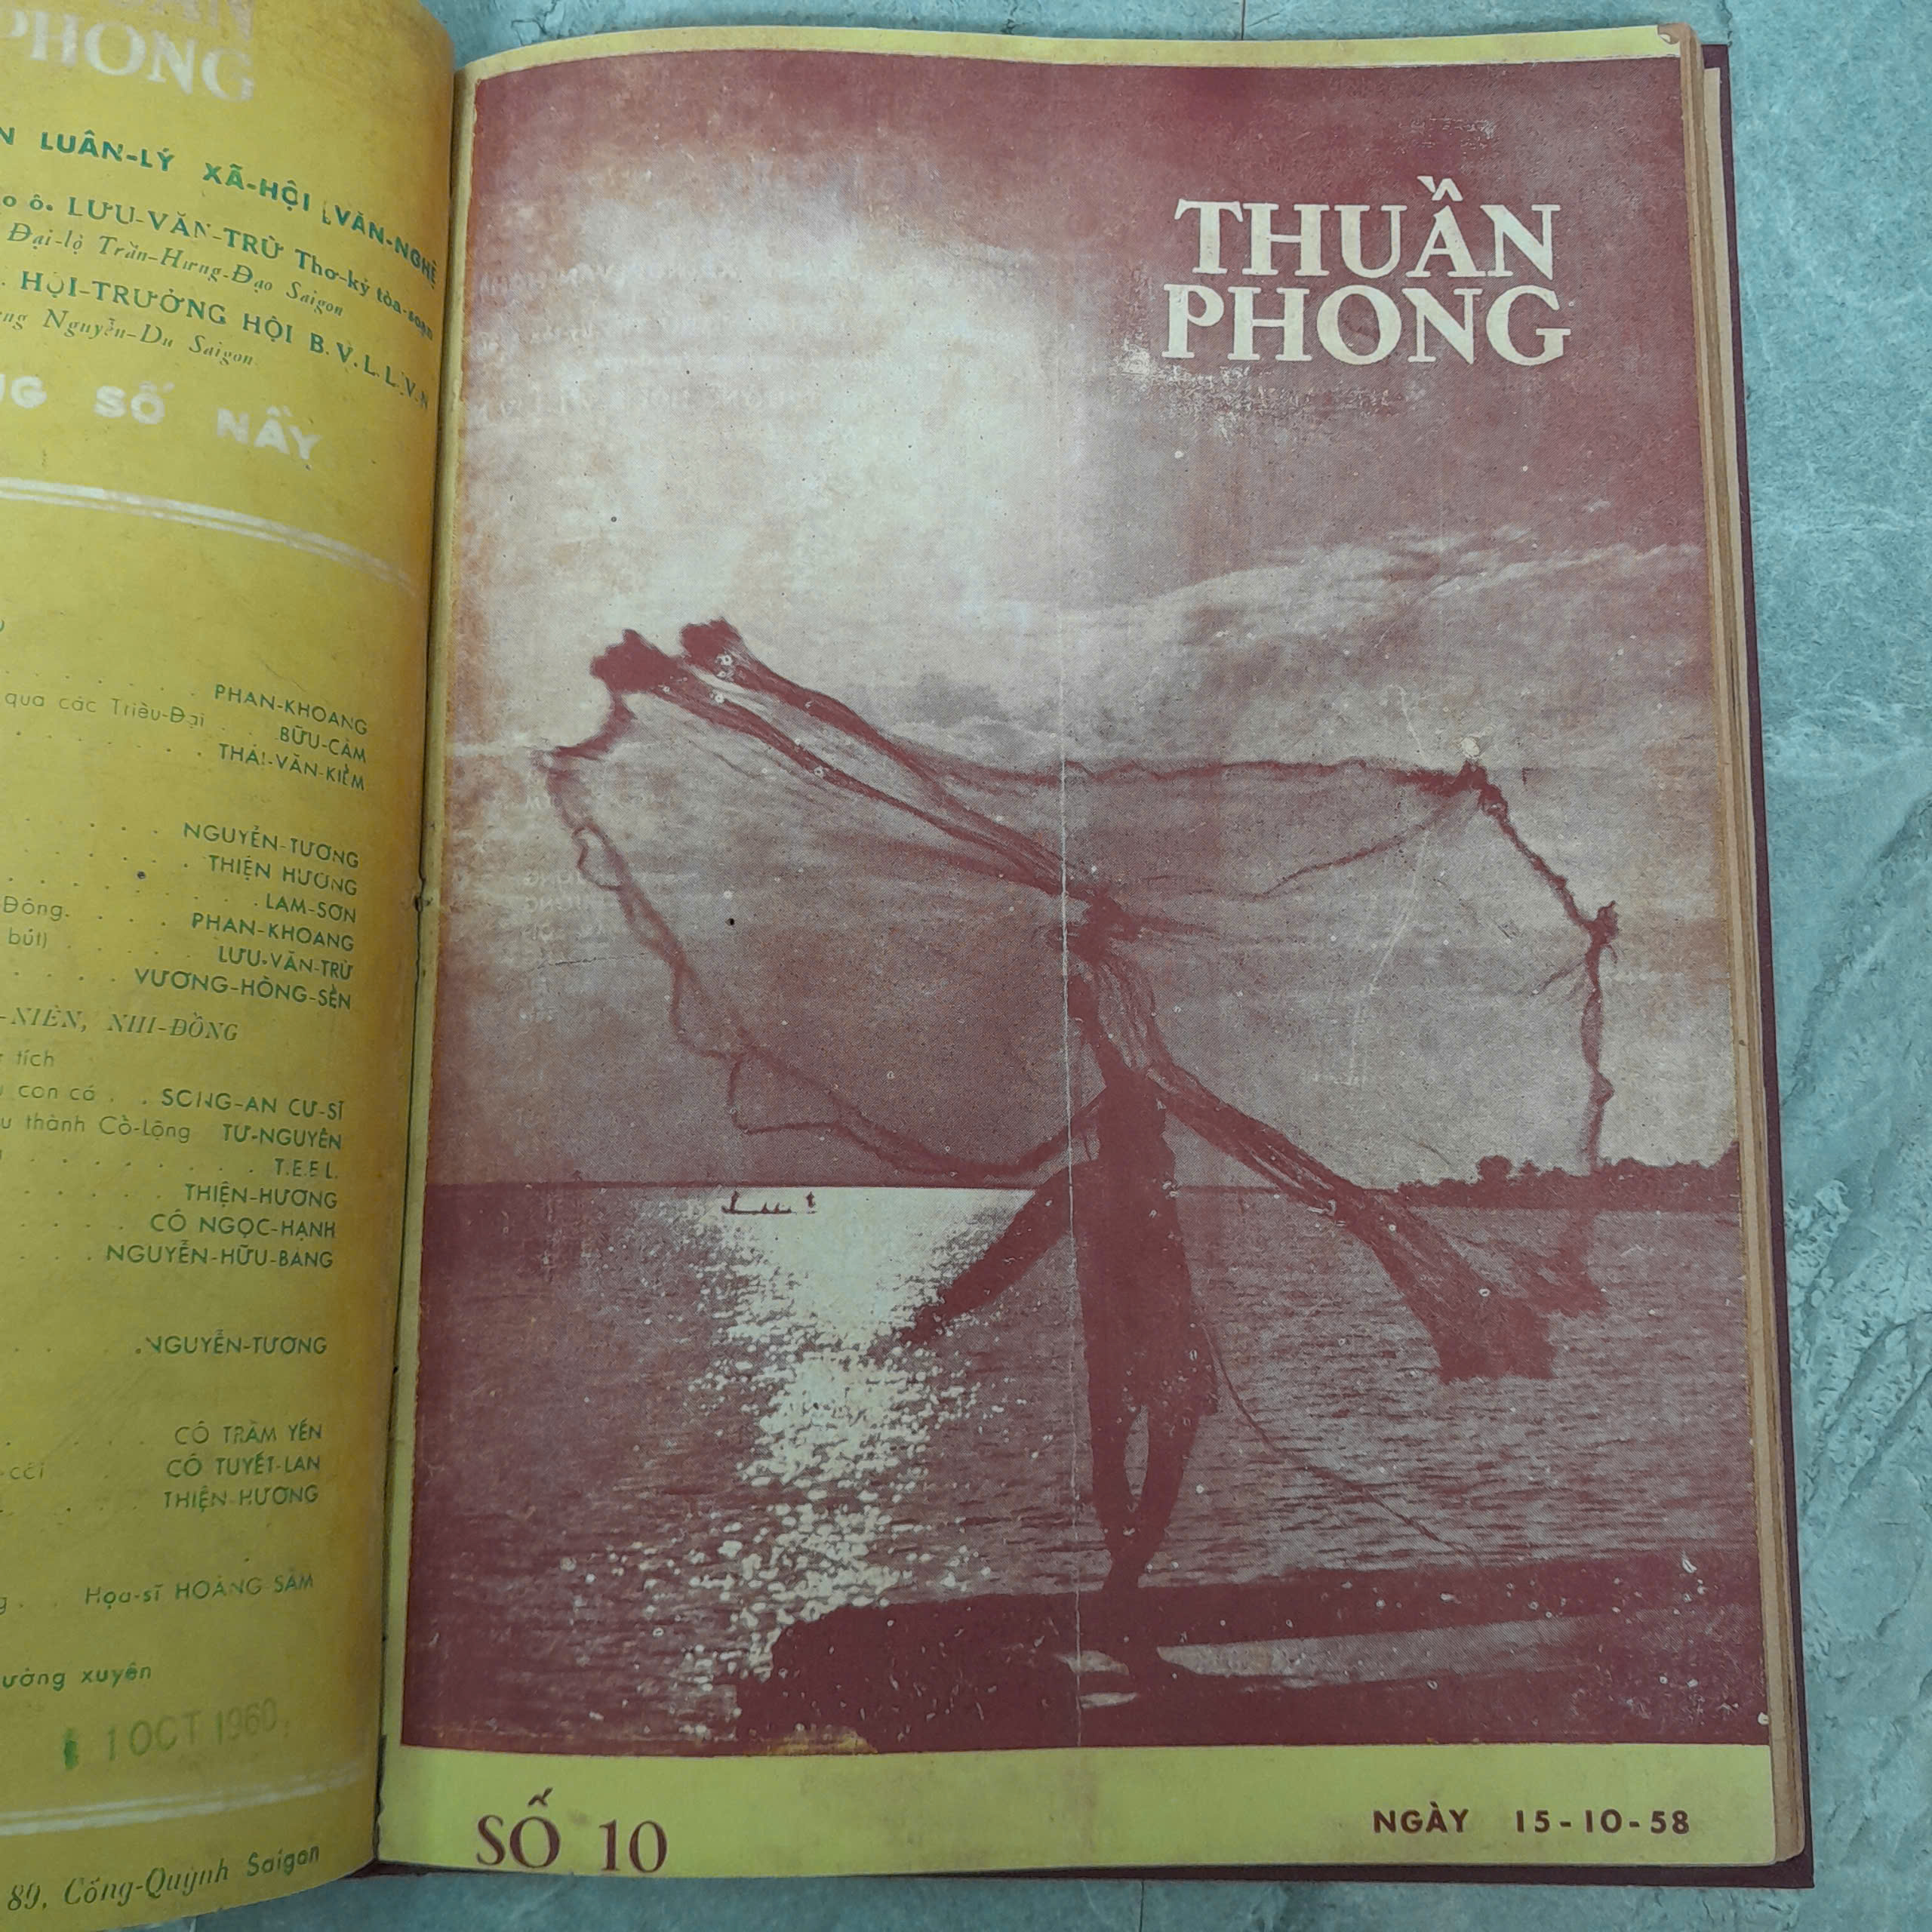 PHONG
LUÂN-LÝ XÃ-HỘI VĂN-NGHỆ
ô. LƯU-VĂN-TRỪ Thơ-ký tòa-soạn
Đại-lộ Trần-Hưng-Đạo Saigon
HỘI-TRƯỞNG HỘI B.V.L.L.V.N
Nguyễn-Du Saigon.
SỐ NẦY
PHAN-KHOANG
qua các Triều-Đại . . BỮU-CẦM
THÁI-VĂN-KIỂM
NGUYỄN-TƯƠNG
THIỆN HƯƠNG
LAM-SƠN
Đông. . . . PHAN-KHOANG
bút) . . . LƯU-VĂN-TRỪ
VƯƠNG-HỒNG-SỂN
-NIÊN, NHI-ĐỒNG
tích
con cá . . SONG-AN CƯ-SĨ
thành Cồ-Lộng TƯ-NGUYÊN
T.E.E.L.
THIỆN-HƯƠNG
CÔ NGỌC-HẠNH
NGUYỄN-HỮU-BANG
NGUYỄN-TƯƠNG
CÔ TRẦM YẾN
CÔ TUYẾT-LAN
THIỆN-HƯƠNG
Họa-sĩ HOÀNG SÂM
xuyên
1 OCT 1960
89, Cống-Quỳnh Saigon
THUẦN
PHONG
SỐ 10
NGÀY 15-10-58